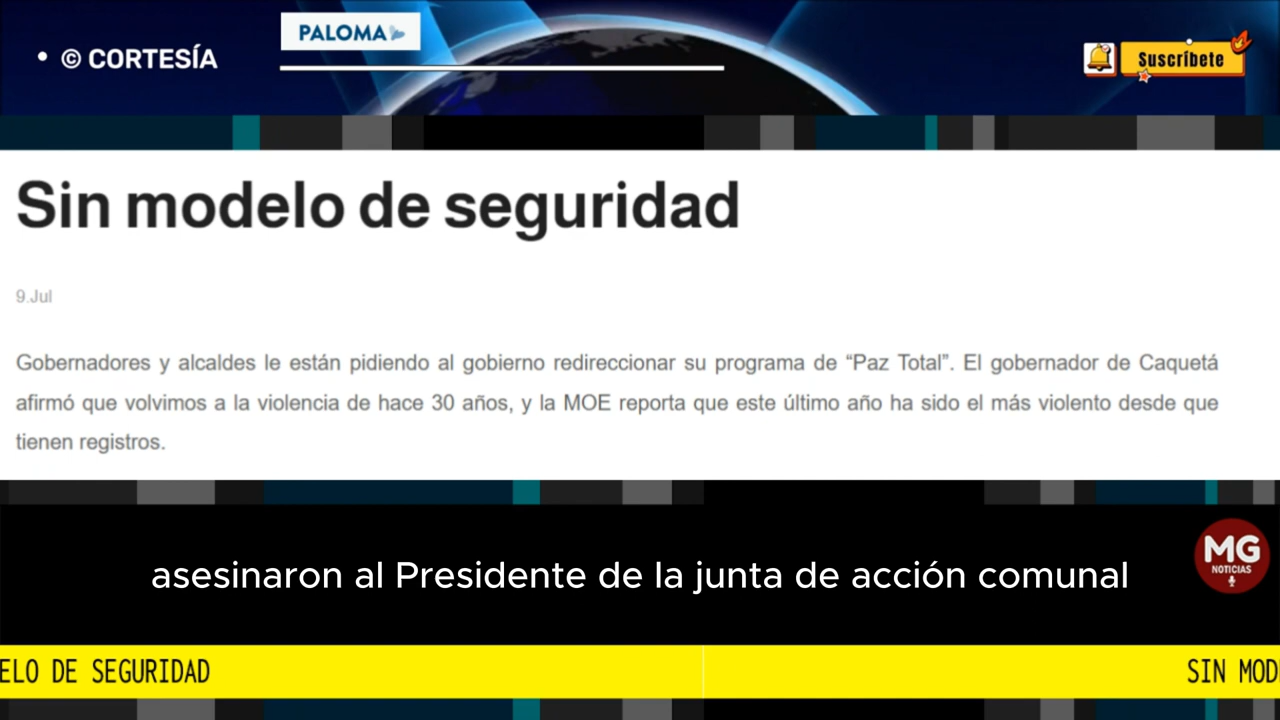 PALOMA
• © CORTESÍA
Suscríbete
Sin modelo de seguridad
9.Jul
Gobernadores y alcaldes le están pidiendo al gobierno redireccionar su programa de “Paz Total”. El gobernador de Caquetá
afirmó que volvimos a la violencia de hace 30 años, y la MOE reporta que este último año ha sido el más violento desde que
tienen registros.
MG
NOTICIAS
asesinaron al Presidente de la junta de acción comunal
ELO DE SEGURIDAD
SIN MOD